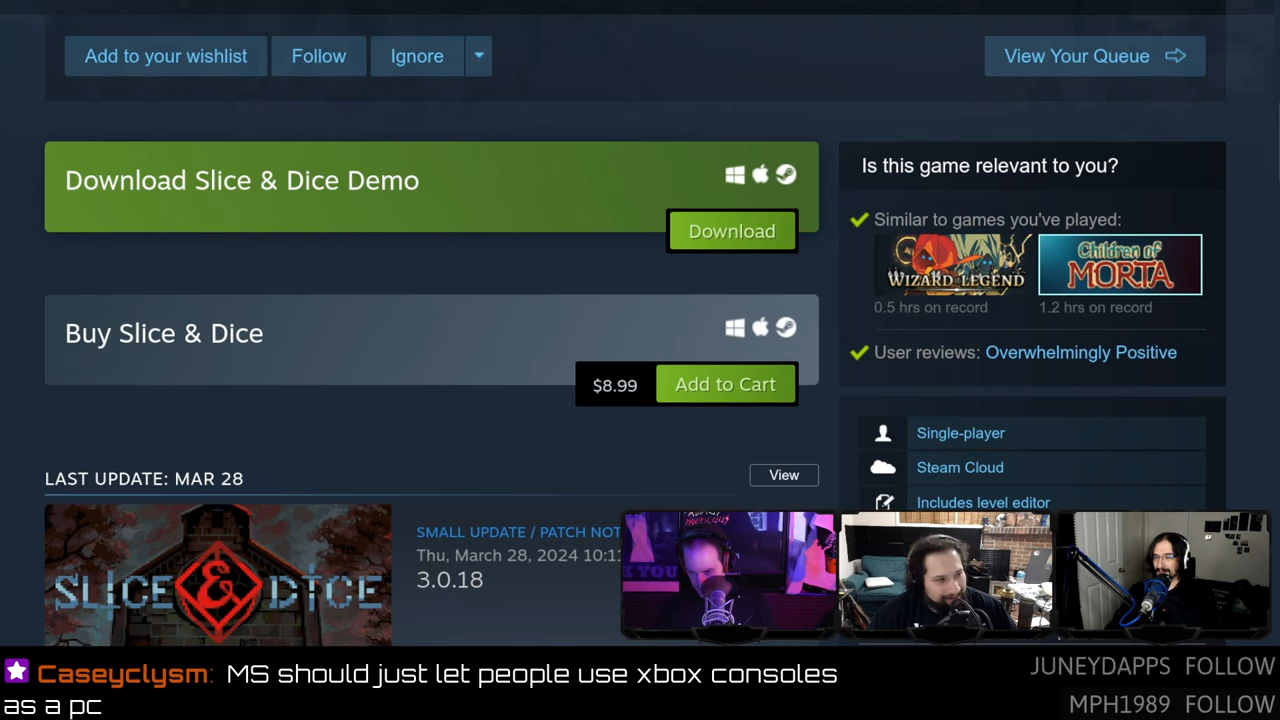 Add to your wishlist
Follow
Ignore
View Your Queue
Download Slice & Dice Demo
Download
Buy Slice & Dice
$8.99
Add to Cart
Is this game relevant to you?
Similar to games you've played:
WIZARD LEGEND
Children of
MORTA
0.5 hrs on record
1.2 hrs on record
User reviews: Overwhelmingly Positive
Single-player
Steam Cloud
Includes level editor
LAST UPDATE: MAR 28
View
SLICE & DICE
SMALL UPDATE / PATCH NOT
Thu, March 28, 2024 10:11
3.0.18
Caseyclysm: MS should just let people use xbox consoles
as a pc
JUNEYDAPPS FOLLOW
MPH1989 FOLLOW